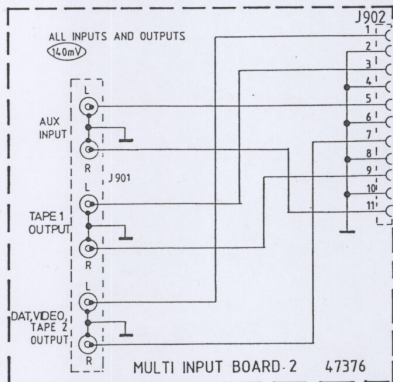 J902
ALL INPUTS AND OUTPUTS
140mV
1
2
3
4
5
6
7
8
9
10
11
L
AUX
INPUT
R
J901
L
TAPE 1
OUTPUT
R
L
DAT,VIDEO,
TAPE 2
OUTPUT
R
MULTI INPUT BOARD-2 47376